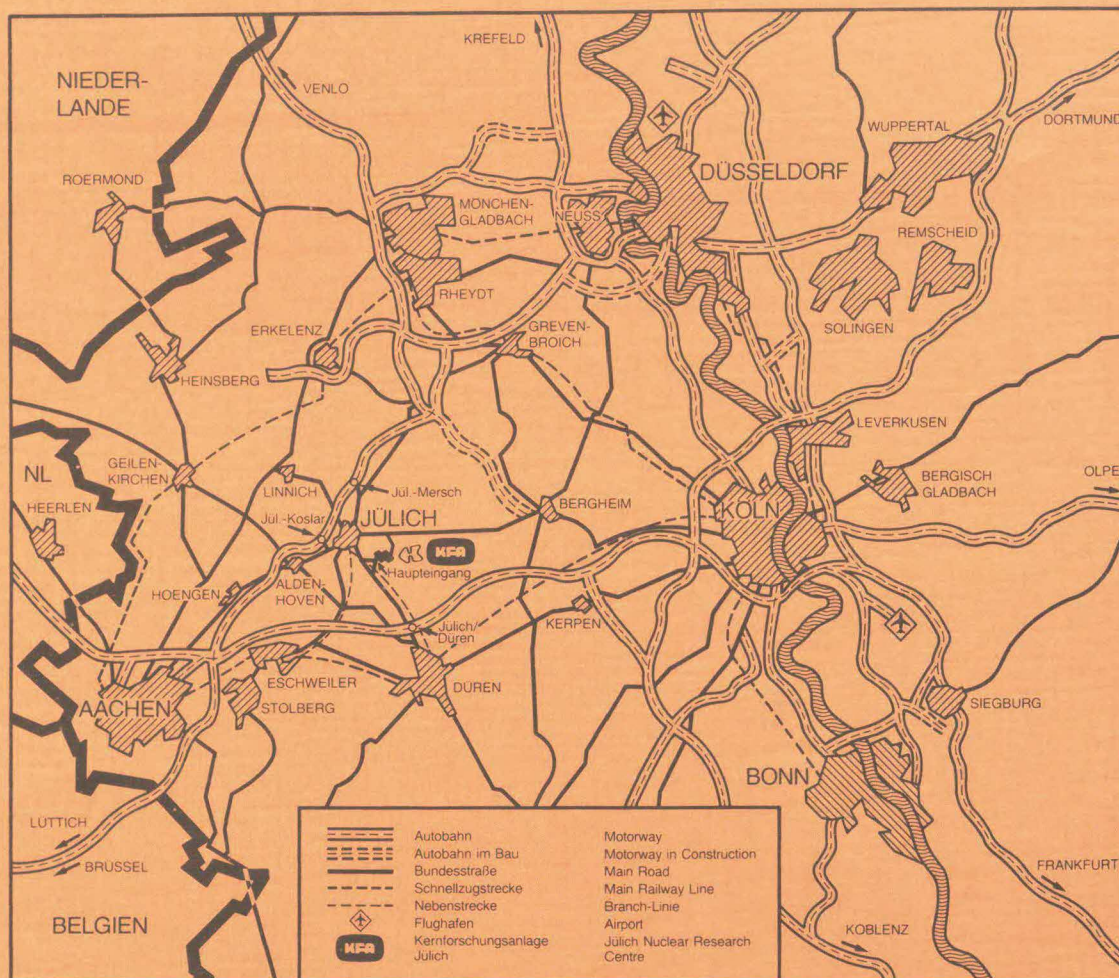 KREFELD
NIEDER-
LANDE
VENLO
DORTMUND
WUPPERTAL
DÜSSELDORF
ROERMOND
MÖNCHEN-
GLADBACH
NEUSS
REMSCHEID
RHEYDT
SOLINGEN
ERKELENZ
GREVEN-
BROICH
HEINSBERG
LEVERKUSEN
NL
GEILEN-
KIRCHEN
LINNICH
Jül.-Mersch
BERGHEIM
BERGISCH
GLADBACH
OLPE
HEERLEN
Jül.-Koslar
JÜLICH
KÖLN
KFA
Haupteingang
HOENGEN
ALDEN-
HOVEN
KERPEN
Jülich/
Düren
ESCHWEILER
DÜREN
AACHEN
STOLBERG
SIEGBURG
BONN
LÜTTICH
BRÜSSEL
FRANKFURT
BELGIEN
KOBLENZ
Autobahn Motorway
Autobahn im Bau Motorway in Construction
Bundesstraße Main Road
Schnellzugstrecke Main Railway Line
Nebenstrecke Branch-Linie
Flughafen Airport
KFA Kernforschungsanlage Jülich Nuclear Research
Jülich Centre